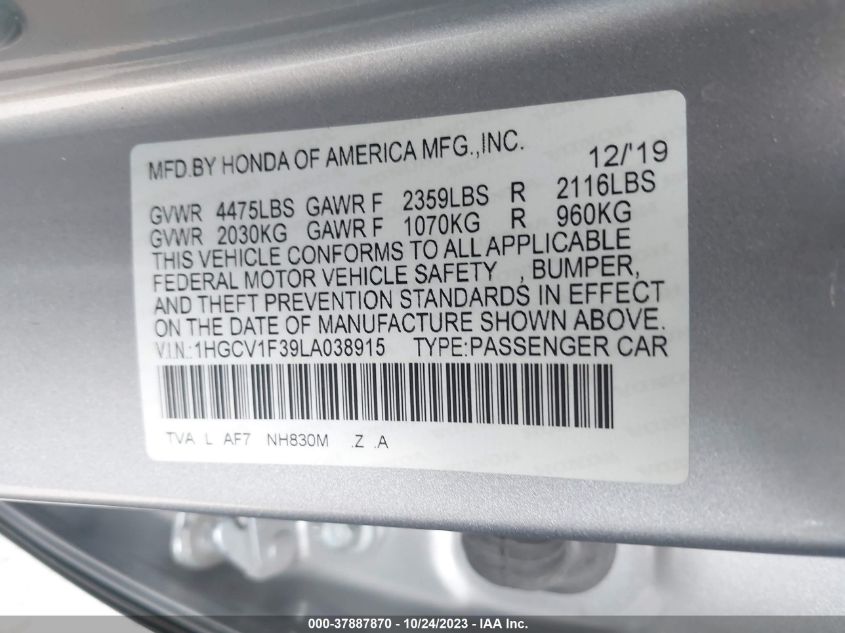 MFD.BY HONDA OF AMERICA MFG.,INC. 12/'19
GVWR 4475LBS GAWR F 2359LBS R 2116LBS
GVWR 2030KG GAWR F 1070KG R 960KG
THIS VEHICLE CONFORMS TO ALL APPLICABLE
FEDERAL MOTOR VEHICLE SAFETY , BUMPER,
AND THEFT PREVENTION STANDARDS IN EFFECT
ON THE DATE OF MANUFACTURE SHOWN ABOVE.
V.I.N.:1HGCV1F39LA038915 TYPE:PASSENGER CAR
TVA L AF7 NH830M .Z .A
000-37887870 - 10/24/2023 - IAA Inc.